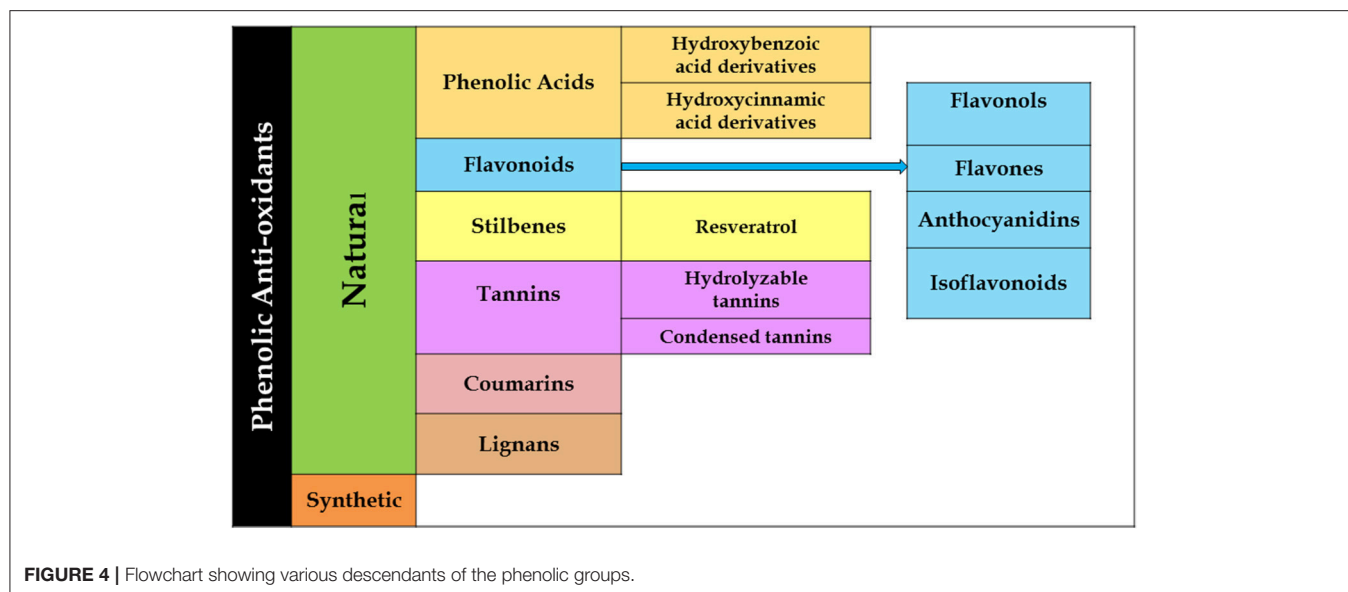 Phenolic Anti-oxidants
Natural
Phenolic Acids
Hydroxybenzoic
acid derivatives
Hydroxycinnamic
acid derivatives
Flavonoids
Flavonols
Flavones
Anthocyanidins
Isoflavonoids
Stilbenes
Resveratrol
Tannins
Hydrolyzable
tannins
Condensed tannins
Coumarins
Lignans
Synthetic
FIGURE 4 | Flowchart showing various descendants of the phenolic groups.